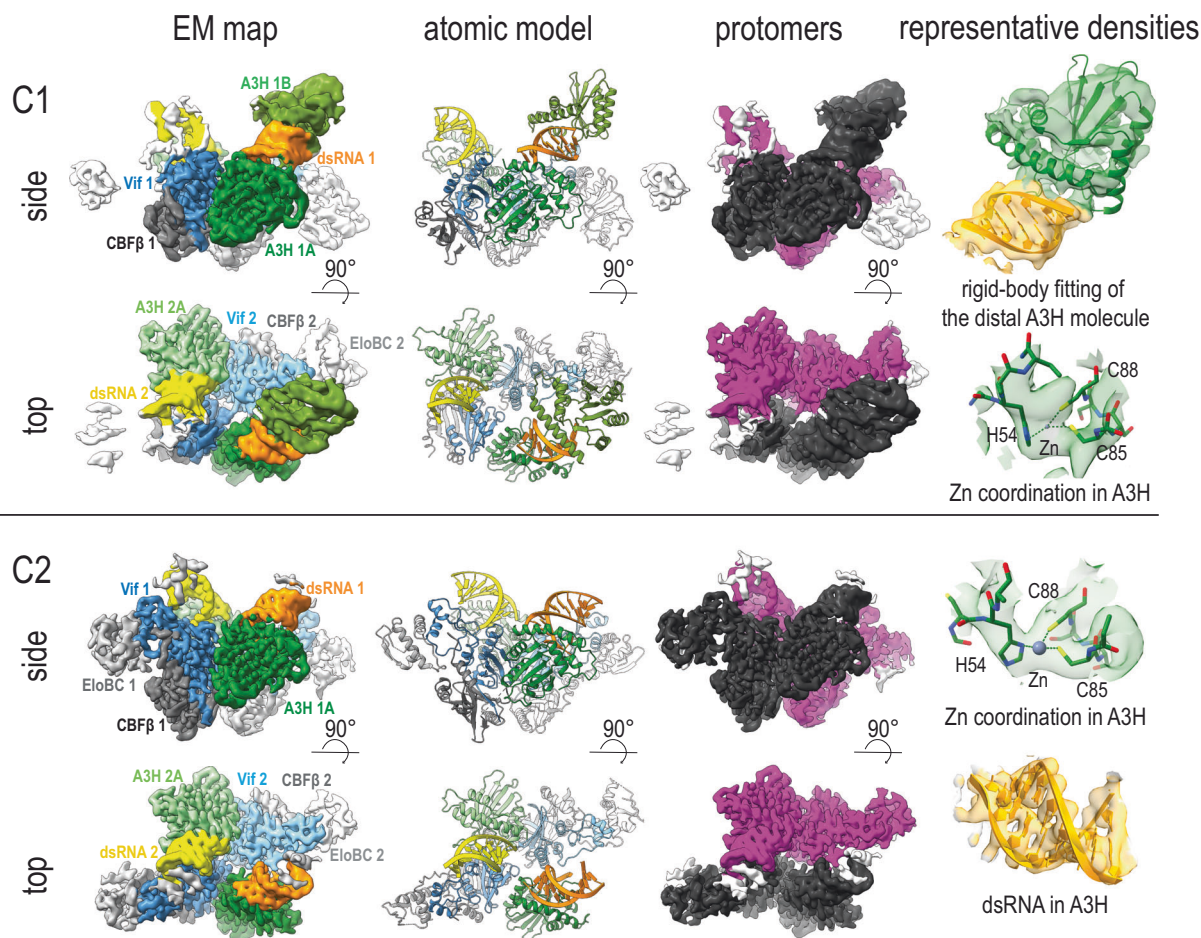 EM map
atomic model
protomers
representative densities
C1
side
A3H 1B
dsRNA 1
Vif 1
CBFβ 1
A3H 1A
90°
90°
rigid-body fitting of
the distal A3H molecule
top
A3H 2A
Vif 2
CBFβ 2
EloBC 2
dsRNA 2
C88
H54
Zn
C85
Zn coordination in A3H
C2
side
Vif 1
dsRNA 1
EloBC 1
CBFβ 1
A3H 1A
90°
90°
C88
H54
Zn
C85
Zn coordination in A3H
top
A3H 2A
Vif 2
CBFβ 2
dsRNA 2
EloBC 2
dsRNA in A3H